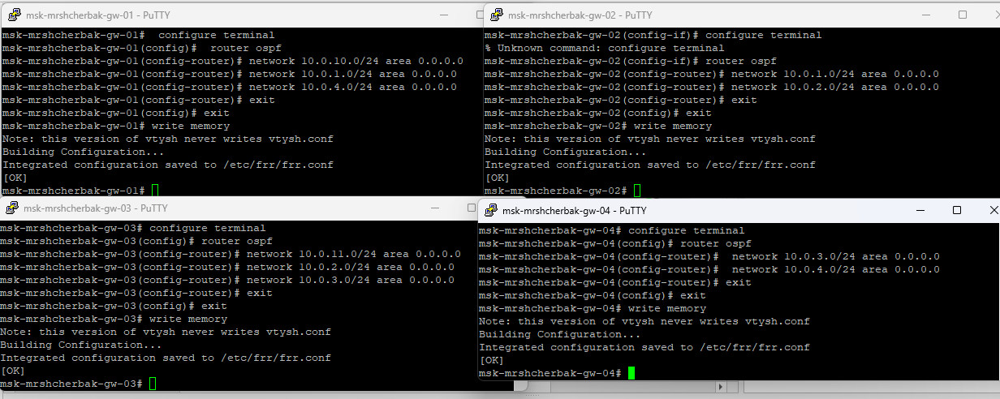 msk-mrshcherbak-gw-01 - PuTTY
msk-mrshcherbak-gw-01#  configure terminal
msk-mrshcherbak-gw-01(config)#  router ospf
msk-mrshcherbak-gw-01(config-router)# network 10.0.10.0/24 area 0.0.0.0
msk-mrshcherbak-gw-01(config-router)# network 10.0.1.0/24 area 0.0.0.0
msk-mrshcherbak-gw-01(config-router)# network 10.0.4.0/24 area 0.0.0.0
msk-mrshcherbak-gw-01(config-router)# exit
msk-mrshcherbak-gw-01(config)# exit
msk-mrshcherbak-gw-01# write memory
Note: this version of vtysh never writes vtysh.conf
Building Configuration...
Integrated configuration saved to /etc/frr/frr.conf
[OK]
msk-mrshcherbak-gw-01#
msk-mrshcherbak-gw-02 - PuTTY
msk-mrshcherbak-gw-02(config-if)# configure terminal
% Unknown command: configure terminal
msk-mrshcherbak-gw-02(config-if)# router ospf
msk-mrshcherbak-gw-02(config-router)# network 10.0.1.0/24 area 0.0.0.0
msk-mrshcherbak-gw-02(config-router)# network 10.0.2.0/24 area 0.0.0.0
msk-mrshcherbak-gw-02(config-router)# exit
msk-mrshcherbak-gw-02(config)# exit
msk-mrshcherbak-gw-02# write memory
Note: this version of vtysh never writes vtysh.conf
Building Configuration...
Integrated configuration saved to /etc/frr/frr.conf
[OK]
msk-mrshcherbak-gw-02#
msk-mrshcherbak-gw-03 - PuTTY
msk-mrshcherbak-gw-03# configure terminal
msk-mrshcherbak-gw-03(config)# router ospf
msk-mrshcherbak-gw-03(config-router)# network 10.0.11.0/24 area 0.0.0.0
msk-mrshcherbak-gw-03(config-router)# network 10.0.2.0/24 area 0.0.0.0
msk-mrshcherbak-gw-03(config-router)# network 10.0.3.0/24 area 0.0.0.0
msk-mrshcherbak-gw-03(config-router)# exit
msk-mrshcherbak-gw-03(config)# exit
msk-mrshcherbak-gw-03# write memory
Note: this version of vtysh never writes vtysh.conf
Building Configuration...
Integrated configuration saved to /etc/frr/frr.conf
[OK]
msk-mrshcherbak-gw-03#
msk-mrshcherbak-gw-04 - PuTTY
msk-mrshcherbak-gw-04# configure terminal
msk-mrshcherbak-gw-04(config)# router ospf
msk-mrshcherbak-gw-04(config-router)#  network 10.0.3.0/24 area 0.0.0.0
msk-mrshcherbak-gw-04(config-router)#  network 10.0.4.0/24 area 0.0.0.0
msk-mrshcherbak-gw-04(config-router)# exit
msk-mrshcherbak-gw-04(config)# exit
msk-mrshcherbak-gw-04# write memory
Note: this version of vtysh never writes vtysh.conf
Building Configuration...
Integrated configuration saved to /etc/frr/frr.conf
[OK]
msk-mrshcherbak-gw-04#